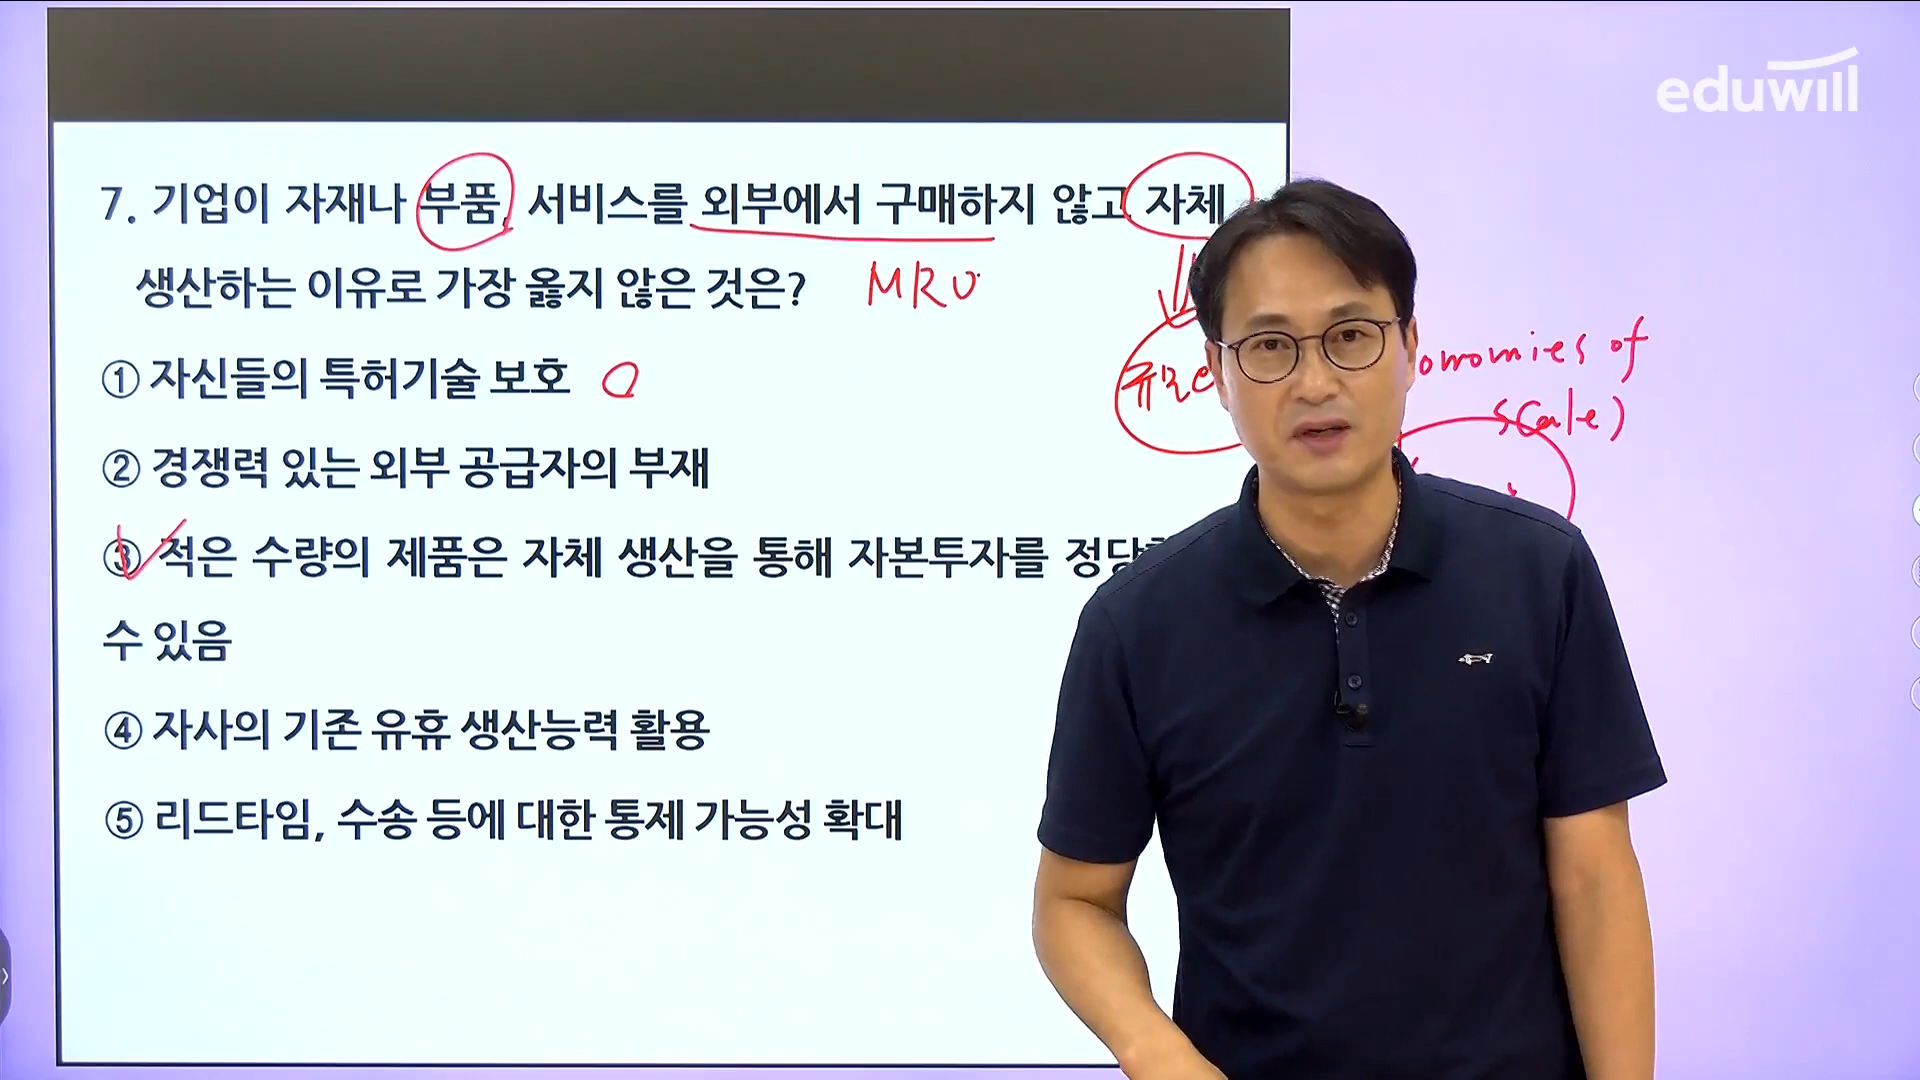 eduwill
7. 기업이 자재나 부품, 서비스를 외부에서 구매하지 않고 자체
생산하는 이유로 가장 옳지 않은 것은?
MRO
① 자신들의 특허기술 보호
② 경쟁력 있는 외부 공급자의 부재
③ 적은 수량의 제품은 자체 생산을 통해 자본투자를 정당
수 있음
④ 자사의 기존 유휴 생산능력 활용
⑤ 리드타임, 수송 등에 대한 통제 가능성 확대
규모
onomies of
scale)